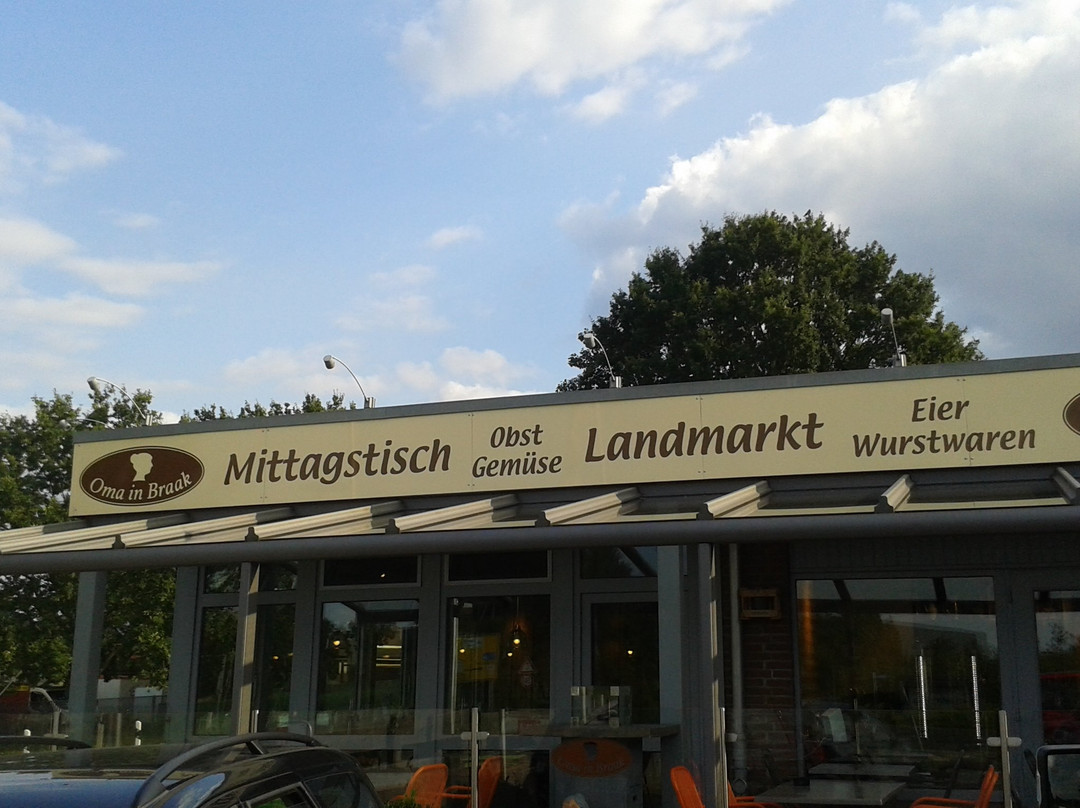 Oma in Braak
Mittagstisch
Obst
Gemüse
Landmarkt
Eier
Wurstwaren